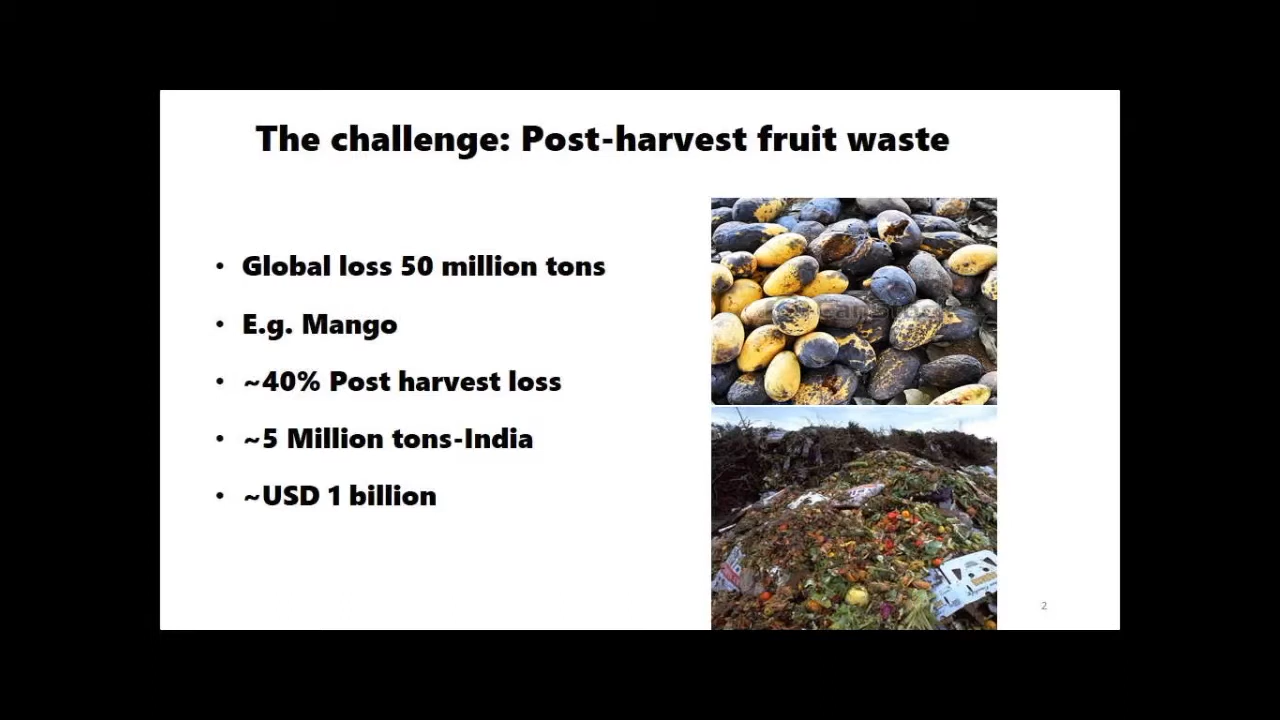 The challenge: Post-harvest fruit waste
• Global loss 50 million tons
• E.g. Mango
• ~40% Post harvest loss
• ~5 Million tons-India
• ~USD 1 billion
2